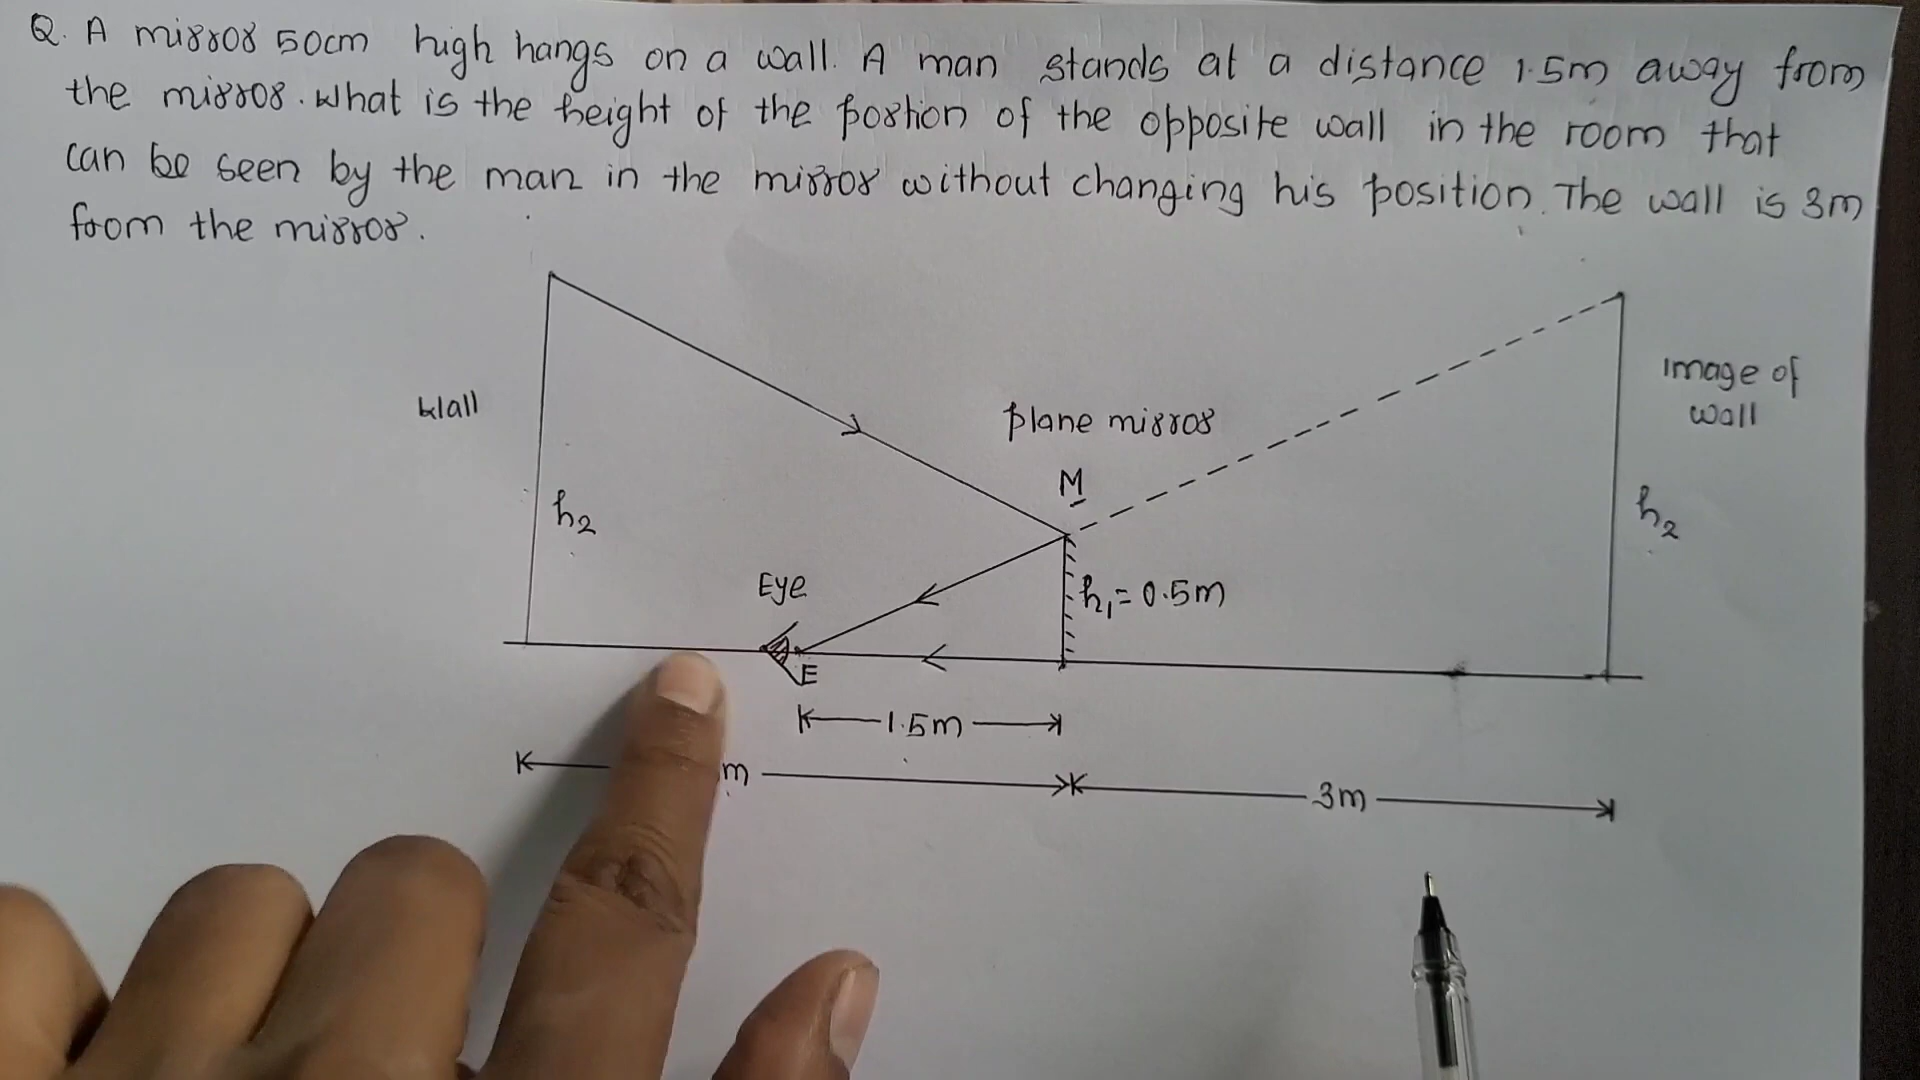 Q. A mirror 50cm high hangs on a wall. A man stands at a distance 1.5m away from
the mirror. What is the height of the portion of the opposite wall in the room that
can be seen by the man in the mirror without changing his position. The wall is 3m
from the mirror.
Wall
plane mirror
Image of
wall
M
h2
h2
Eye
h1 = 0.5m
E
1.5m
m
3m